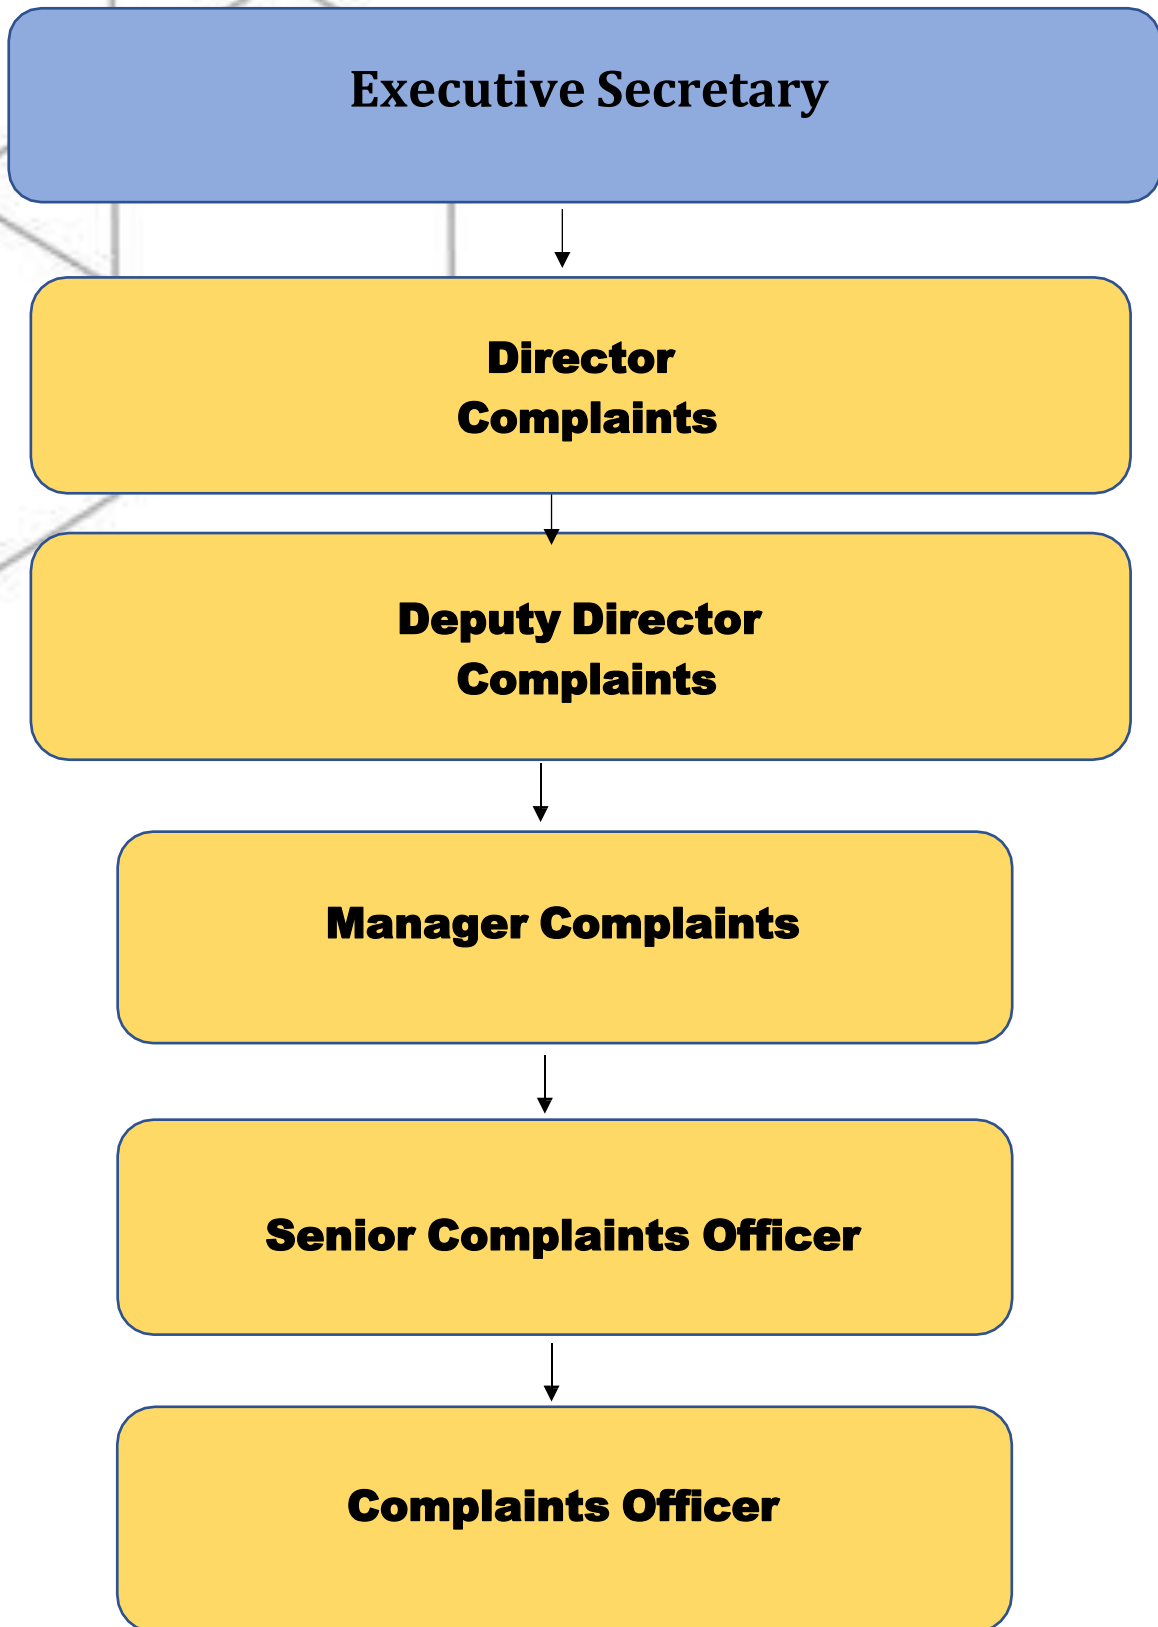 Executive Secretary
Director
Complaints
Deputy Director
Complaints
Manager Complaints
Senior Complaints Officer
Complaints Officer